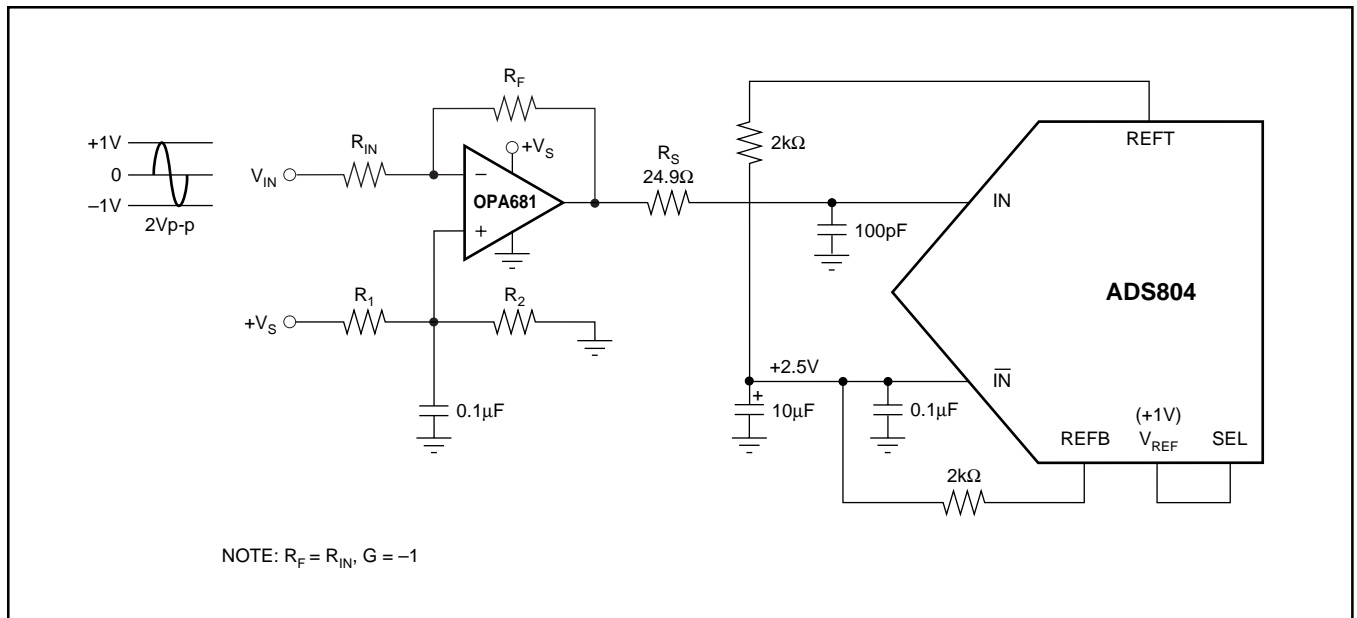 R_F
+1V
0
–1V
2Vp-p
V_IN
R_IN
+V_S
–
OPA681
+
R_S
24.9Ω
2kΩ
REFT
IN
100pF
ADS804
+V_S
R_1
R_2
0.1µF
+2.5V
+
10µF
0.1µF
I̅N̅
REFB
(+1V)
V_REF
SEL
2kΩ
NOTE: R_F = R_IN, G = –1